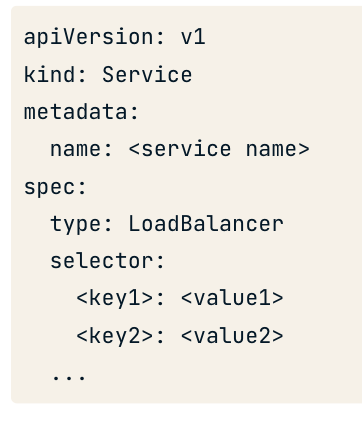 apiVersion: v1
kind: Service
metadata:
  name: <service name>
spec:
  type: LoadBalancer
  selector:
    <key1>: <value1>
    <key2>: <value2>
  ...